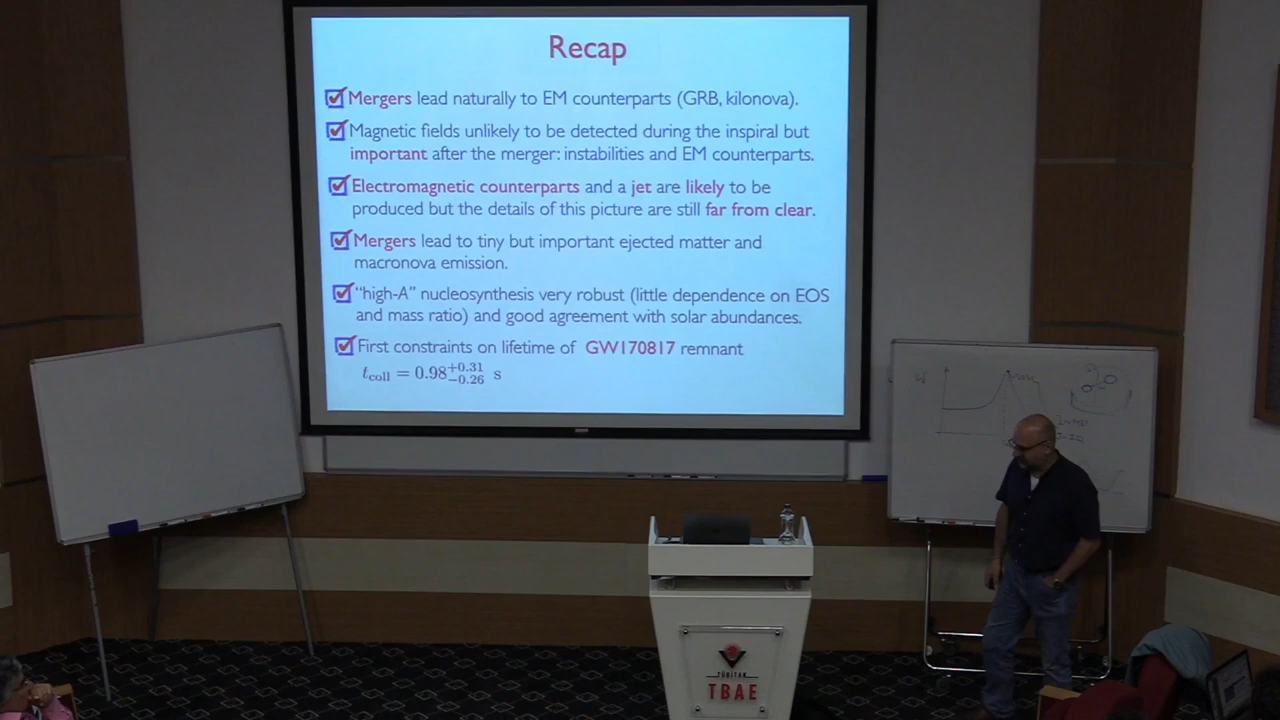 Recap
Mergers lead naturally to EM counterparts (GRB, kilonova).
Magnetic fields unlikely to be detected during the inspiral but
important after the merger: instabilities and EM counterparts.
Electromagnetic counterparts and a jet are likely to be
produced but the details of this picture are still far from clear.
Mergers lead to tiny but important ejected matter and
macronova emission.
“high-A” nucleosynthesis very robust (little dependence on EOS
and mass ratio) and good agreement with solar abundances.
First constraints on lifetime of GW170817 remnant
t_coll = 0.98^{+0.31}_{-0.26} s
TÜBİTAK
TBAE